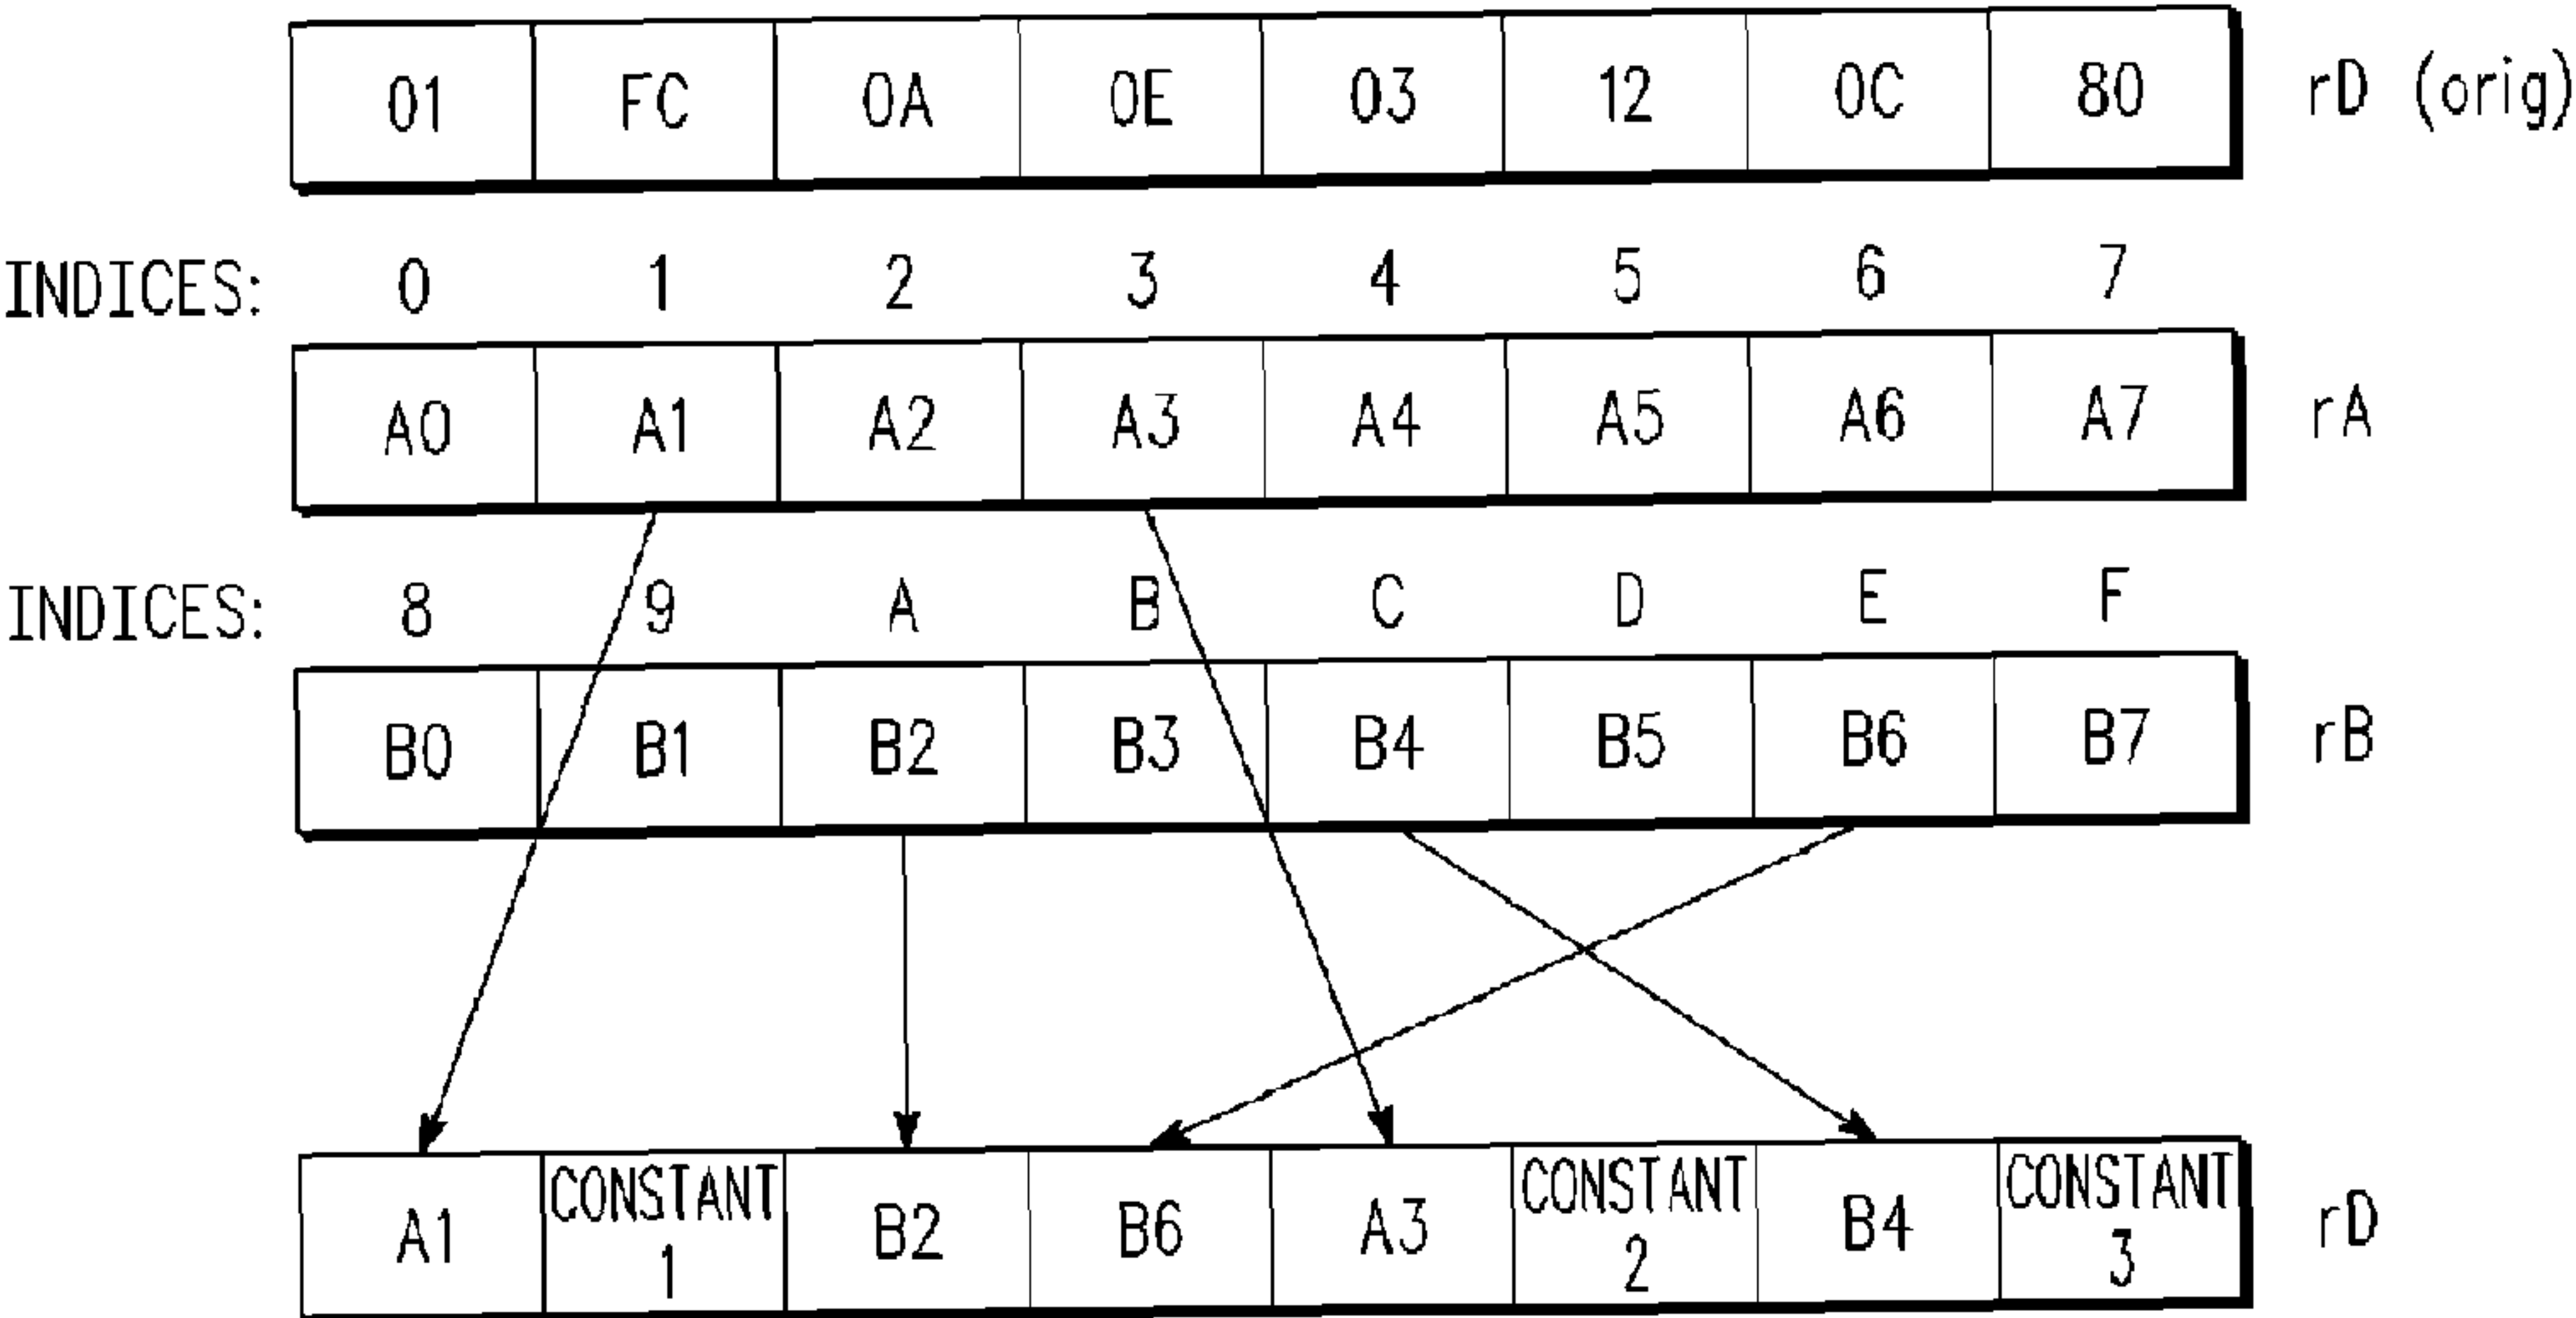 01 FC 0A 0E 03 12 0C 80 rD (orig)
INDICES: 0 1 2 3 4 5 6 7
A0 A1 A2 A3 A4 A5 A6 A7 rA
INDICES: 8 9 A B C D E F
B0 B1 B2 B3 B4 B5 B6 B7 rB
A1 CONSTANT 1 B2 B6 A3 CONSTANT 2 B4 CONSTANT 3 rD